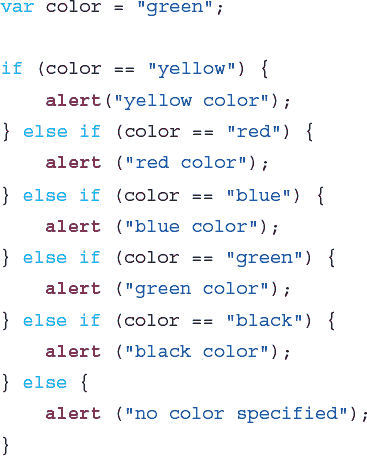 var color = "green";

if (color == "yellow") {
    alert("yellow color");
} else if (color == "red") {
    alert ("red color");
} else if (color == "blue") {
    alert ("blue color");
} else if (color == "green") {
    alert ("green color");
} else if (color == "black") {
    alert ("black color");
} else {
    alert ("no color specified");
}